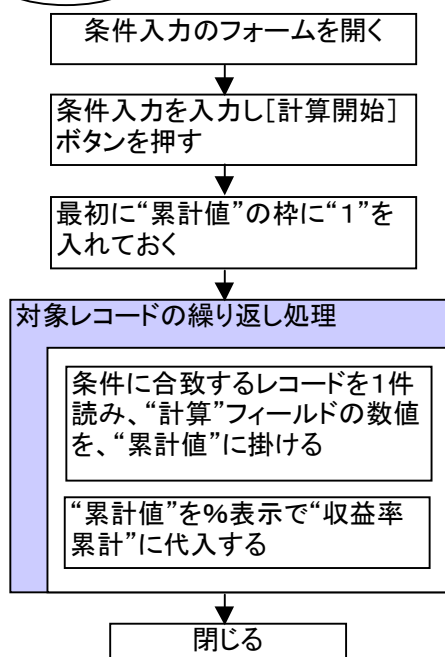 条件入力のフォームを開く
条件入力を入力し[計算開始]
ボタンを押す
最初に“累計値”の枠に“1”を
入れておく
対象レコードの繰り返し処理
条件に合致するレコードを1件
読み、“計算”フィールドの数値
を、“累計値”に掛ける
“累計値”を%表示で“収益率
累計”に代入する
閉じる